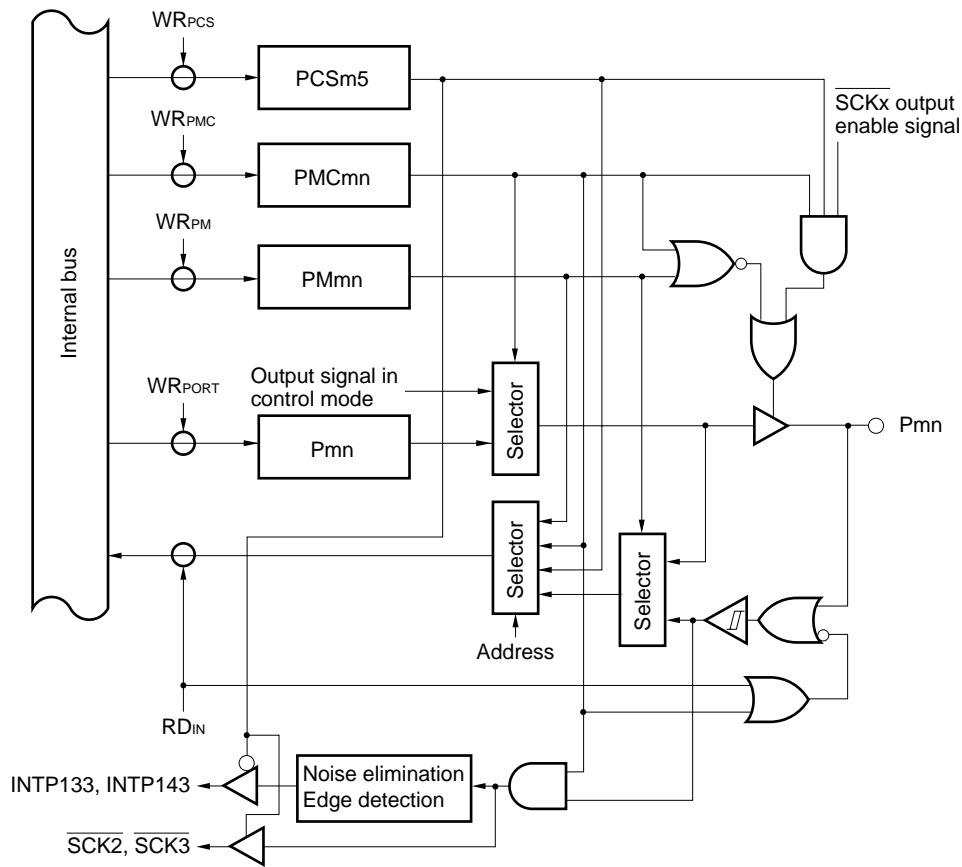 WRPCS
PCSm5
SCKx output
enable signal
WRPMC
PMCmn
WRPM
PMmn
Internal bus
Output signal in
control mode
WRPORT
Pmn
Selector
Pmn
Selector
Selector
Address
RDIN
Noise elimination
Edge detection
INTP133, INTP143
SCK2, SCK3